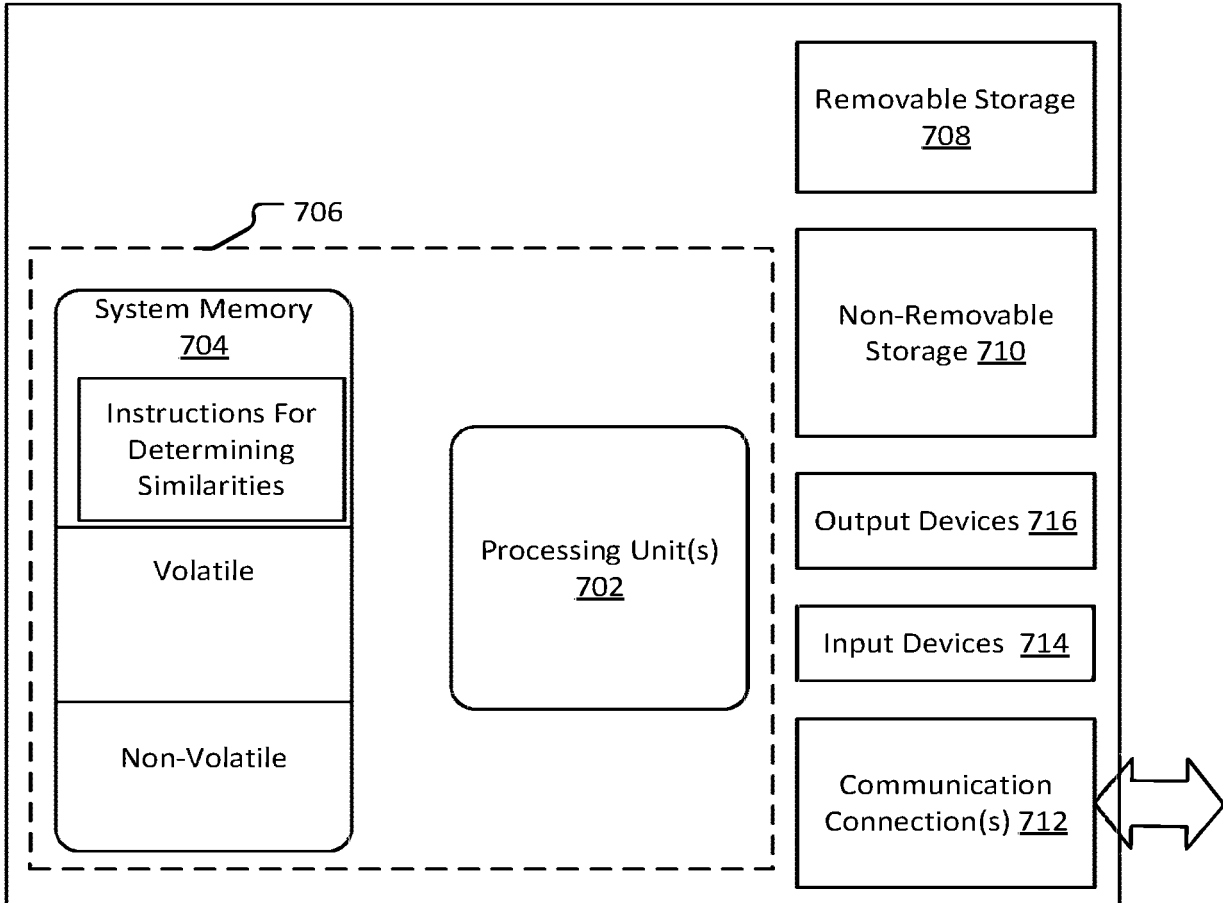 Removable Storage
708
706
System Memory
704
Instructions For
Determining
Similarities
Volatile
Non-Volatile
Processing Unit(s)
702
Non-Removable
Storage 710
Output Devices 716
Input Devices 714
Communication
Connection(s) 712